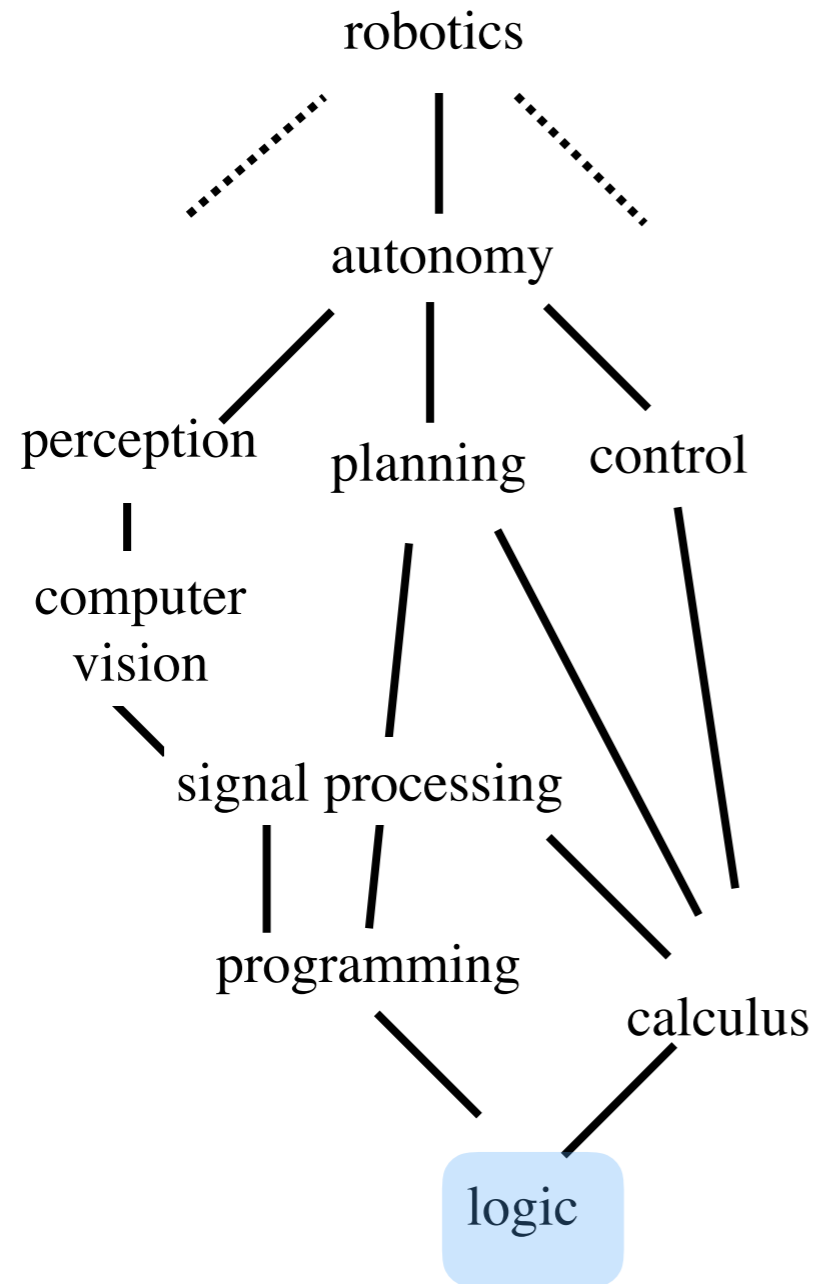 robotics
autonomy
perception
planning
control
computer
vision
signal processing
programming
calculus
logic